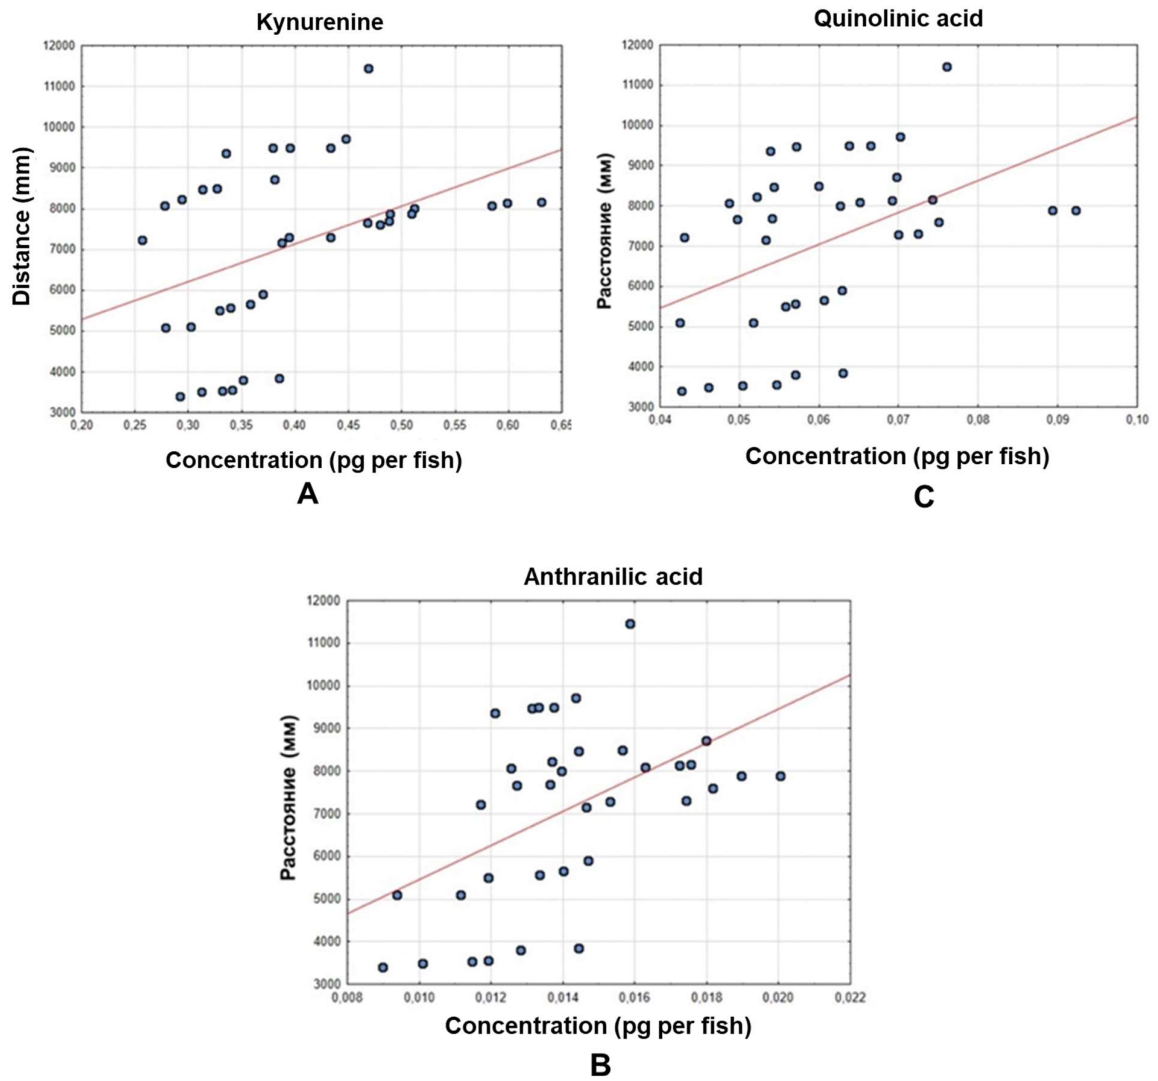 Kynurenine
12000
11000
10000
9000
8000
7000
6000
5000
4000
3000
Distance (mm)
0,20 0,25 0,30 0,35 0,40 0,45 0,50 0,55 0,60 0,65
Concentration (pg per fish)
A
Quinolinic acid
12000
11000
10000
9000
8000
7000
6000
5000
4000
3000
Расстояние (мм)
0,04 0,05 0,06 0,07 0,08 0,09 0,10
Concentration (pg per fish)
C
Anthranilic acid
12000
11000
10000
9000
8000
7000
6000
5000
4000
3000
Расстояние (мм)
0,008 0,010 0,012 0,014 0,016 0,018 0,020 0,022
Concentration (pg per fish)
B